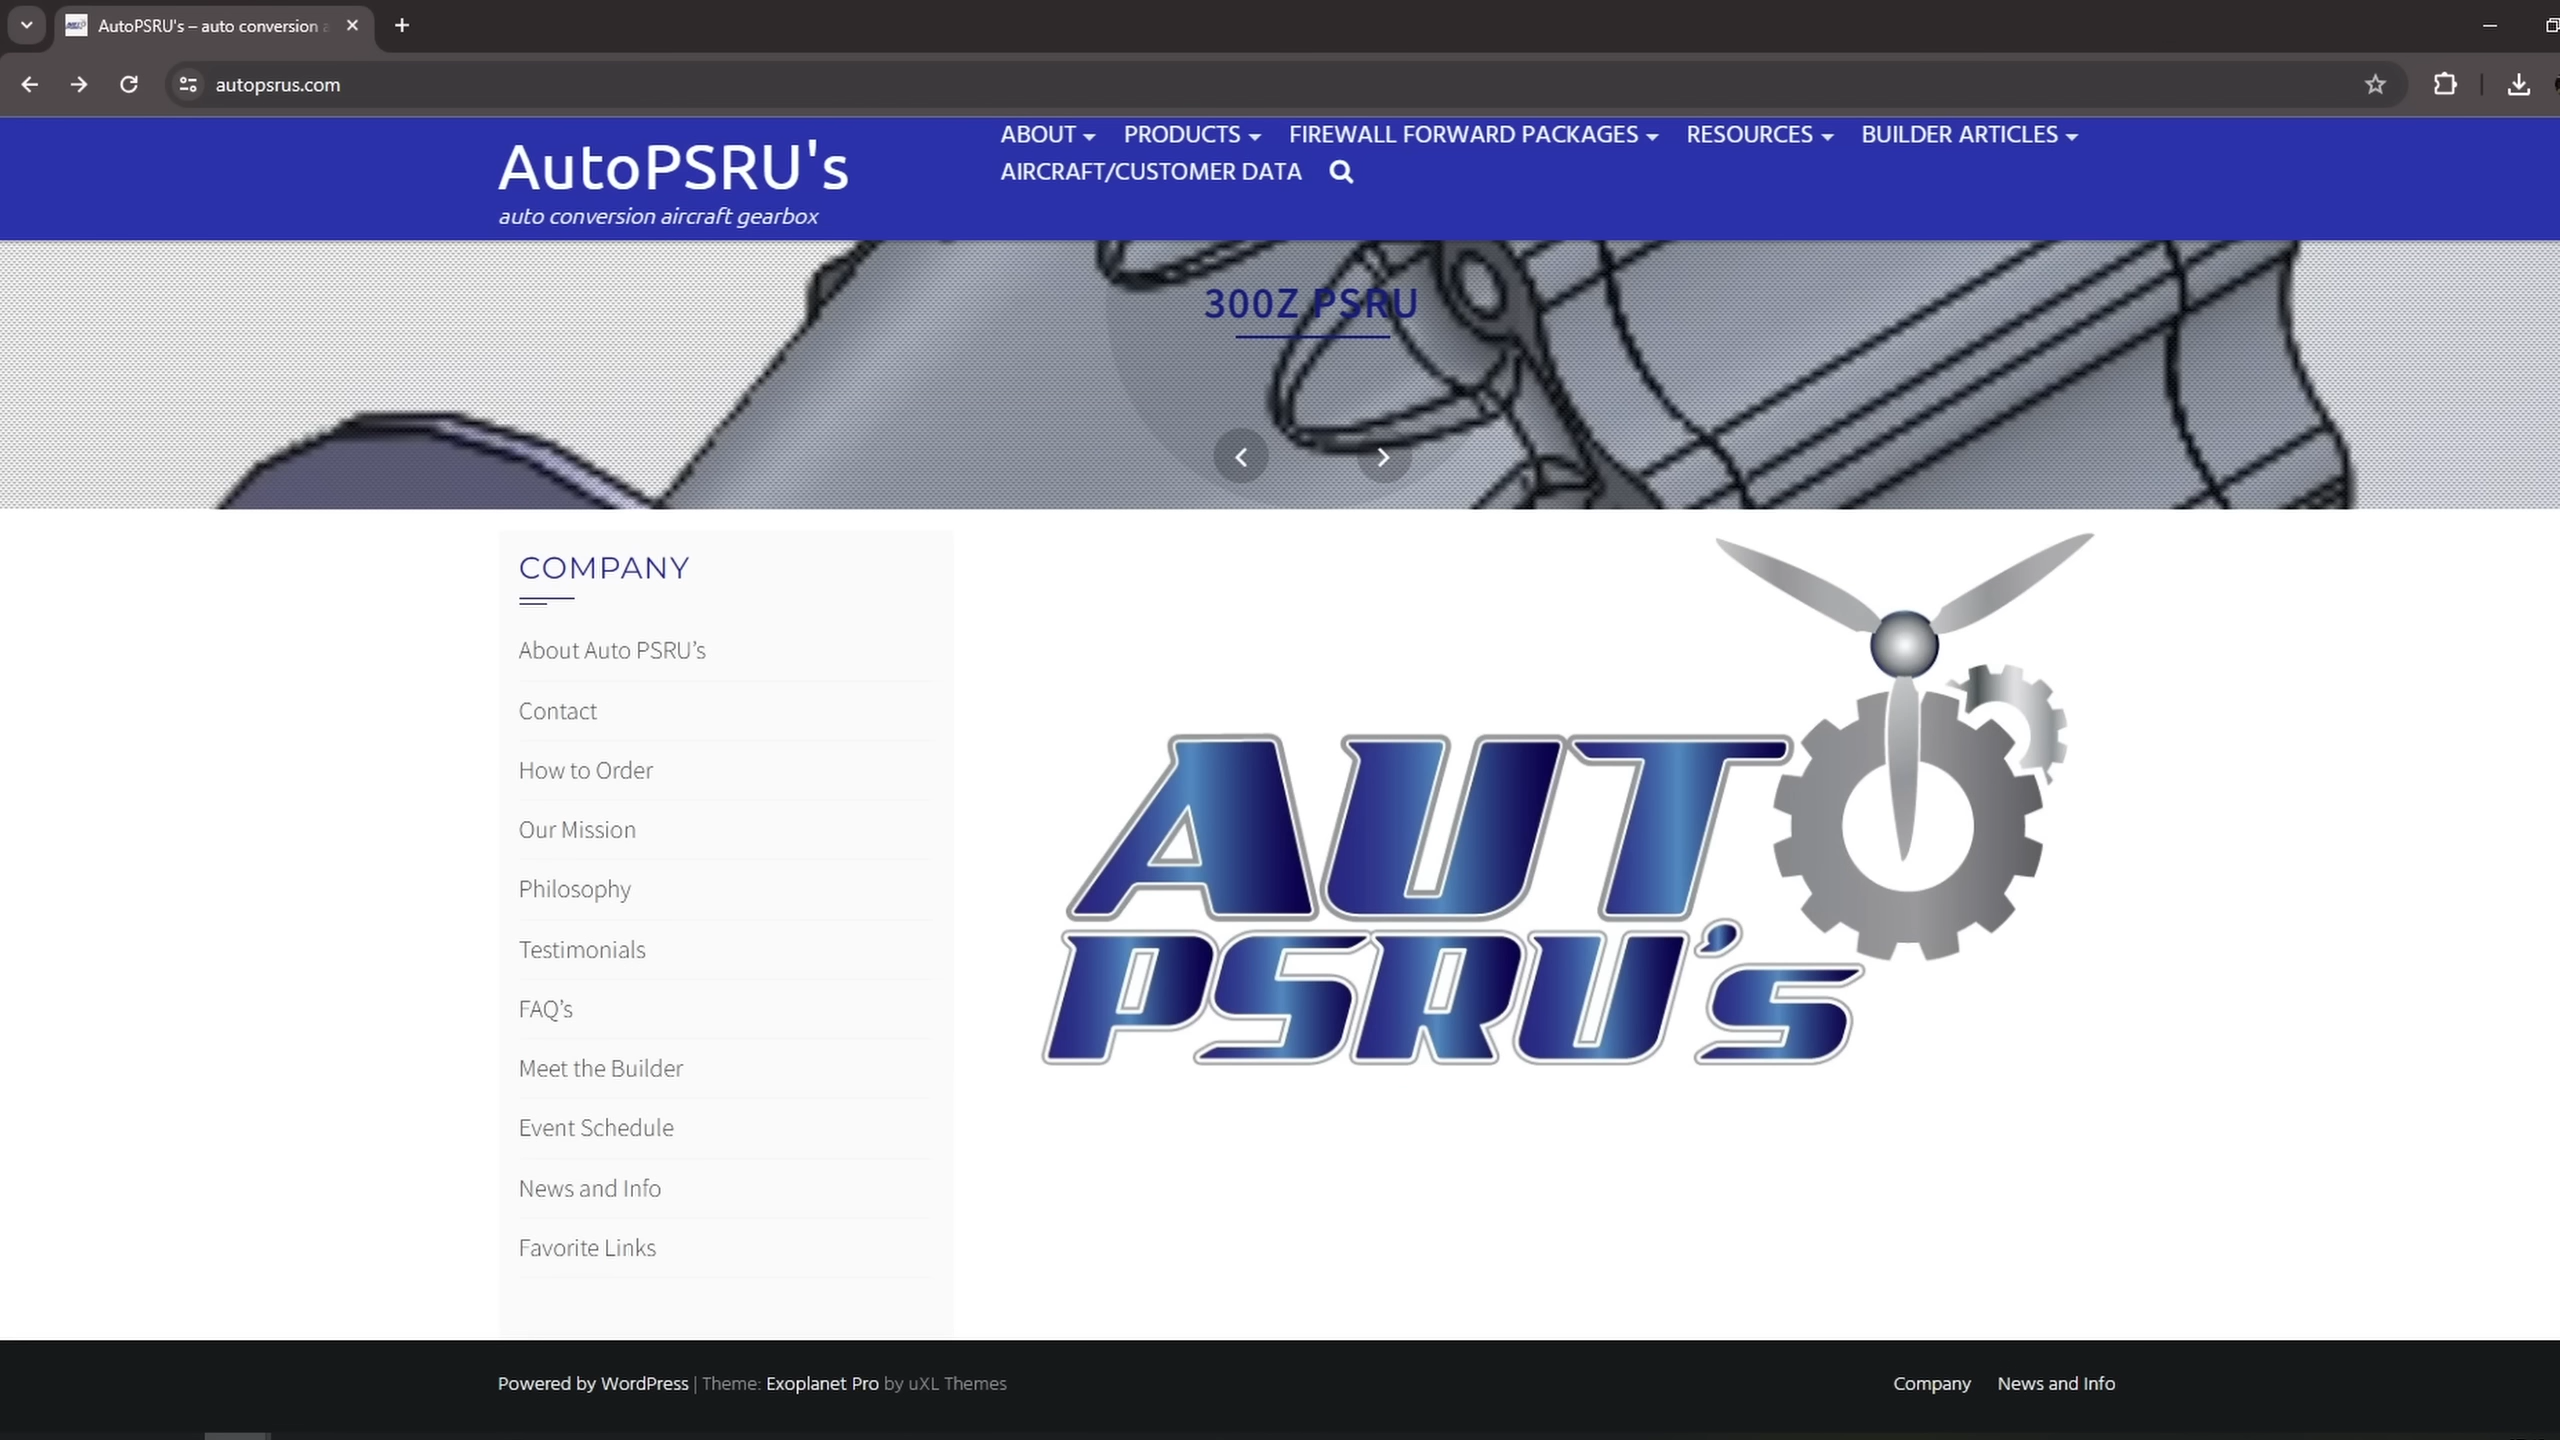 AutoPSRU's – auto conversion a
autopsrus.com
AutoPSRU's
auto conversion aircraft gearbox
ABOUT PRODUCTS FIREWALL FORWARD PACKAGES RESOURCES BUILDER ARTICLES
AIRCRAFT/CUSTOMER DATA
300Z PSRU
COMPANY
About Auto PSRU’s
Contact
How to Order
Our Mission
Philosophy
Testimonials
FAQ’s
Meet the Builder
Event Schedule
News and Info
Favorite Links
AUTO
PSRU’s
Powered by WordPress | Theme: Exoplanet Pro by uXL Themes
Company News and Info